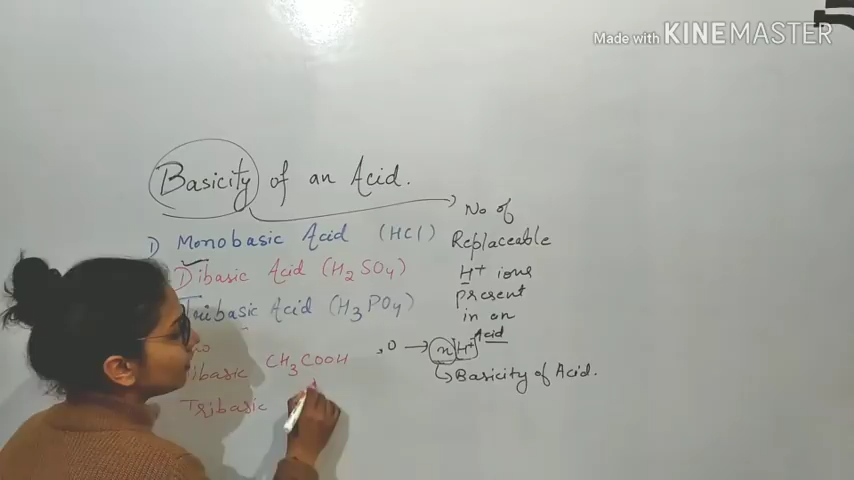 Made with KINEMASTER
Basicity of an Acid.
1) Monobasic Acid (HCl)
Dibasic Acid (H₂SO₄)
Tribasic Acid (H₃PO₄)
No of
Replaceable
H⁺ ions
present
in an
Acid
→ n H⁺
↳ Basicity of Acid.
CH₃COOH
Tribasic